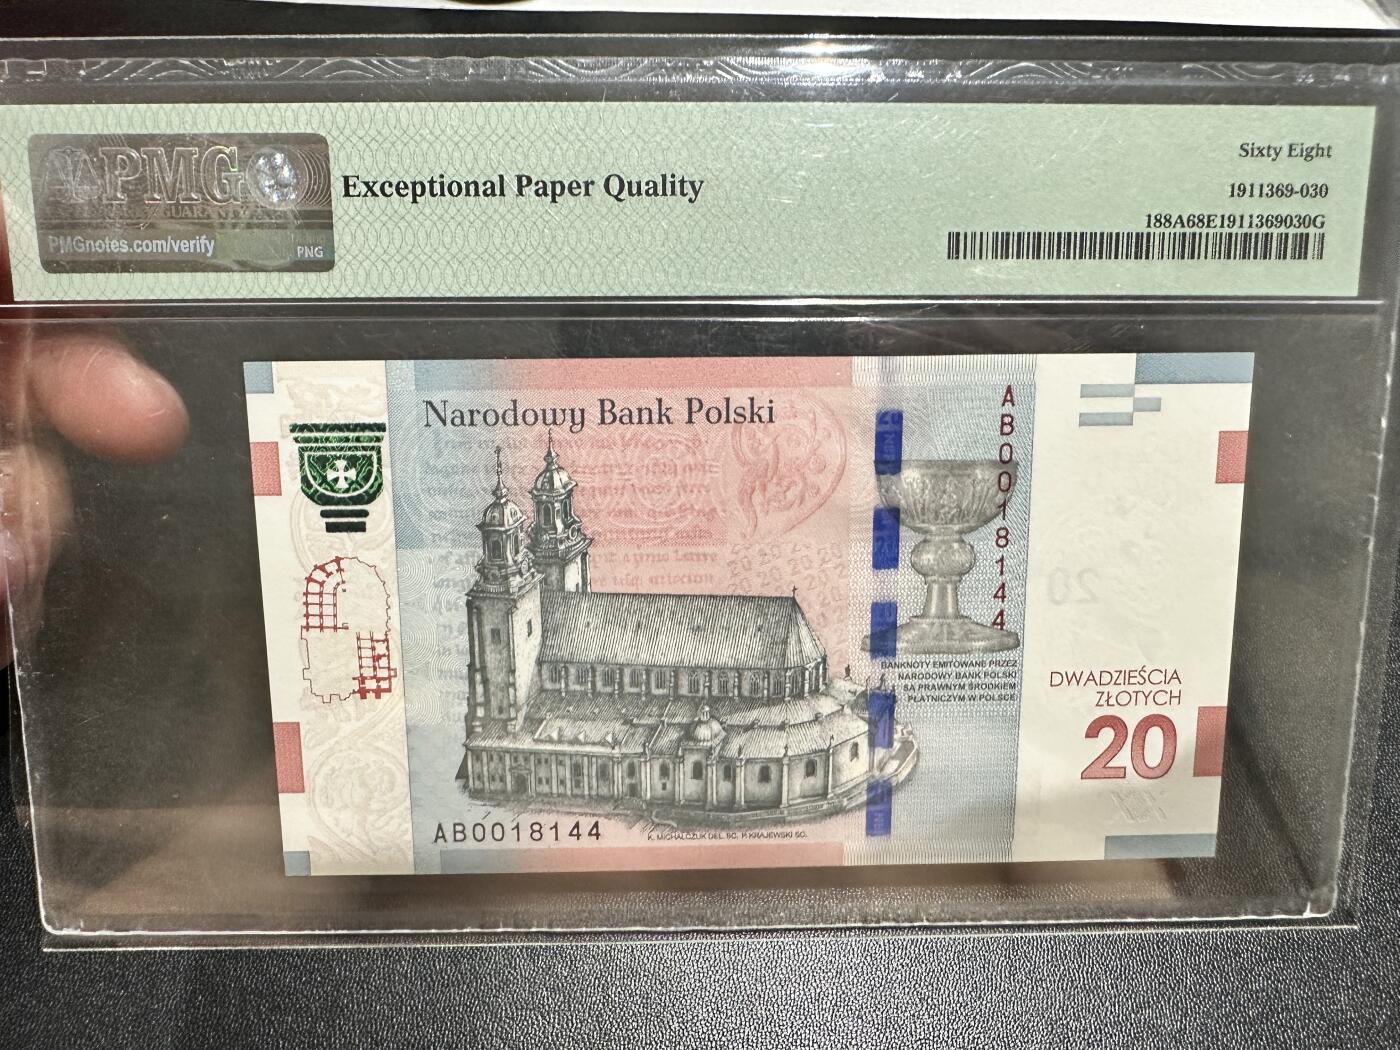 PMG
PMGnotes.com/verify
PNG
Exceptional Paper Quality
Sixty Eight
1911369-030
188A68E1911369030G
Narodowy Bank Polski
AB0018144
BANKNOTY EMITOWANE PRZEZ
NARODOWY BANK POLSKI
SĄ PRAWNYM ŚRODKIEM
PŁATNICZYM W POLSCE
DWADZIEŚCIA
ZŁOTYCH
20
AB0018144
K. MICHALCZUK DEL. SC. P. KRAJEWSKI SC.